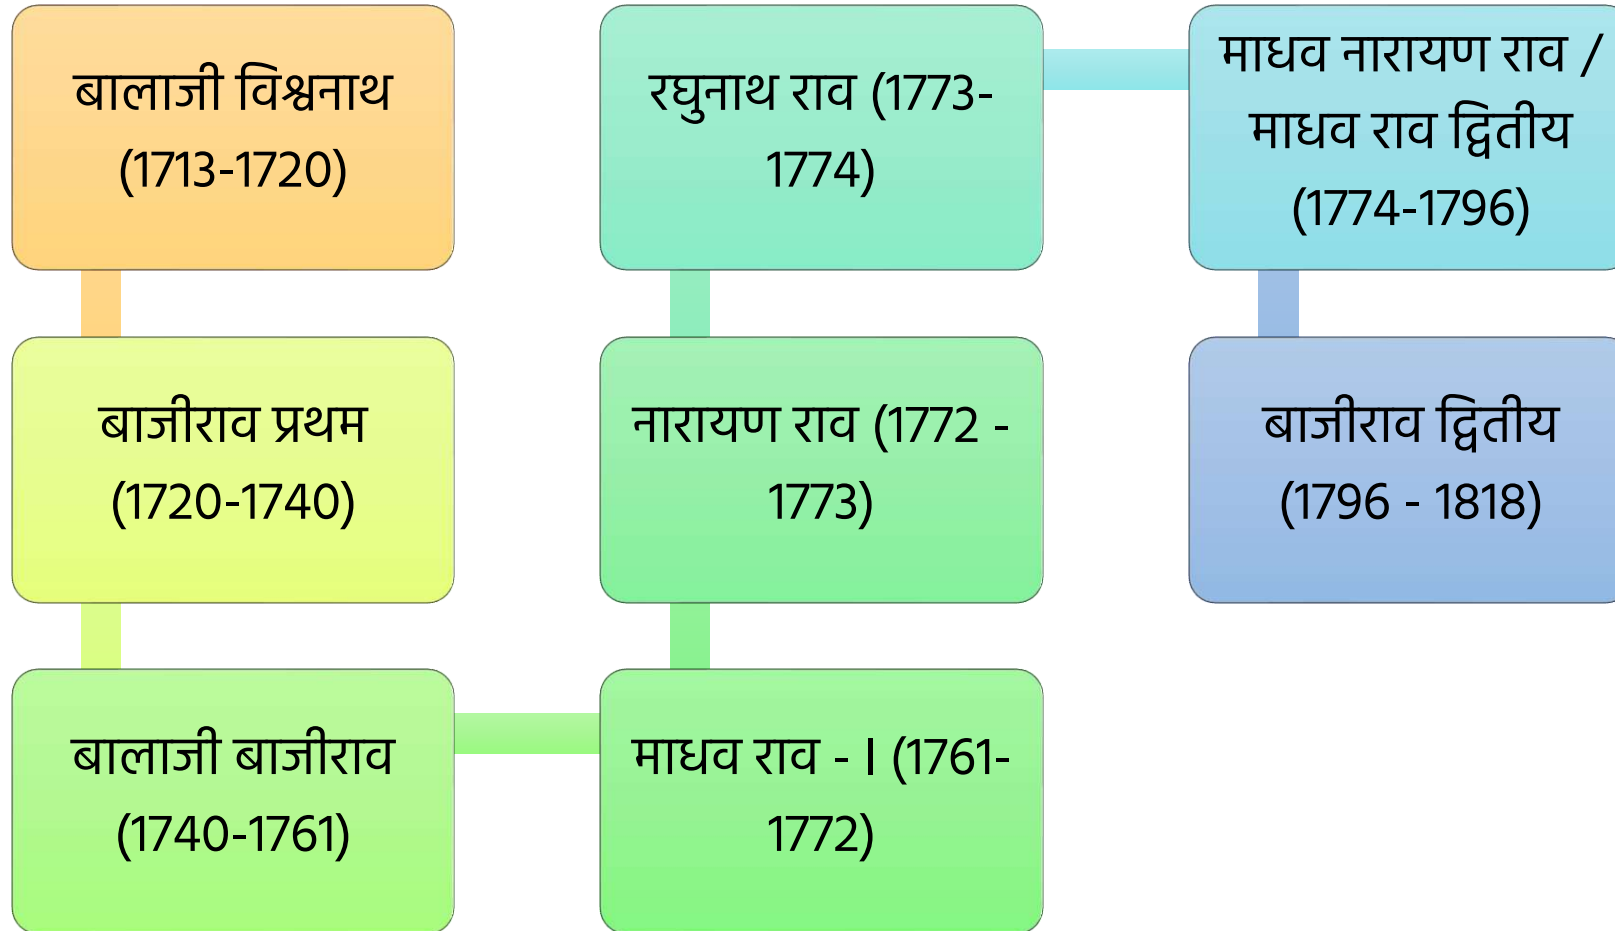 बालाजी विश्वनाथ
(1713-1720)
बाजीराव प्रथम
(1720-1740)
बालाजी बाजीराव
(1740-1761)
माधव राव - I (1761-
1772)
नारायण राव (1772 -
1773)
रघुनाथ राव (1773-
1774)
माधव नारायण राव /
माधव राव द्वितीय
(1774-1796)
बाजीराव द्वितीय
(1796 - 1818)